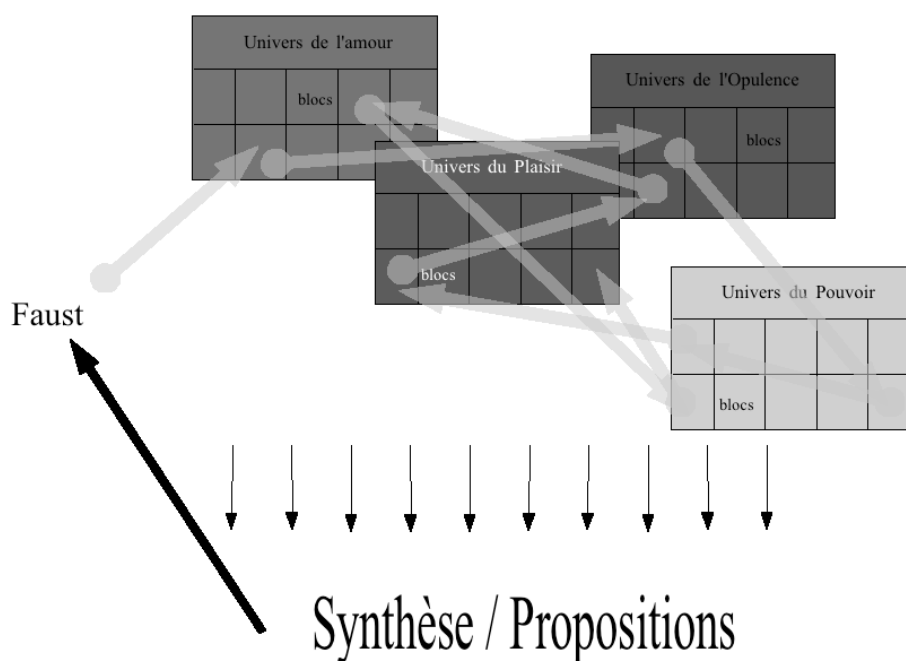 Univers de l'amour
blocs
Univers de l'Opulence
blocs
Univers du Plaisir
blocs
Univers du Pouvoir
blocs
Faust
Synthèse / Propositions